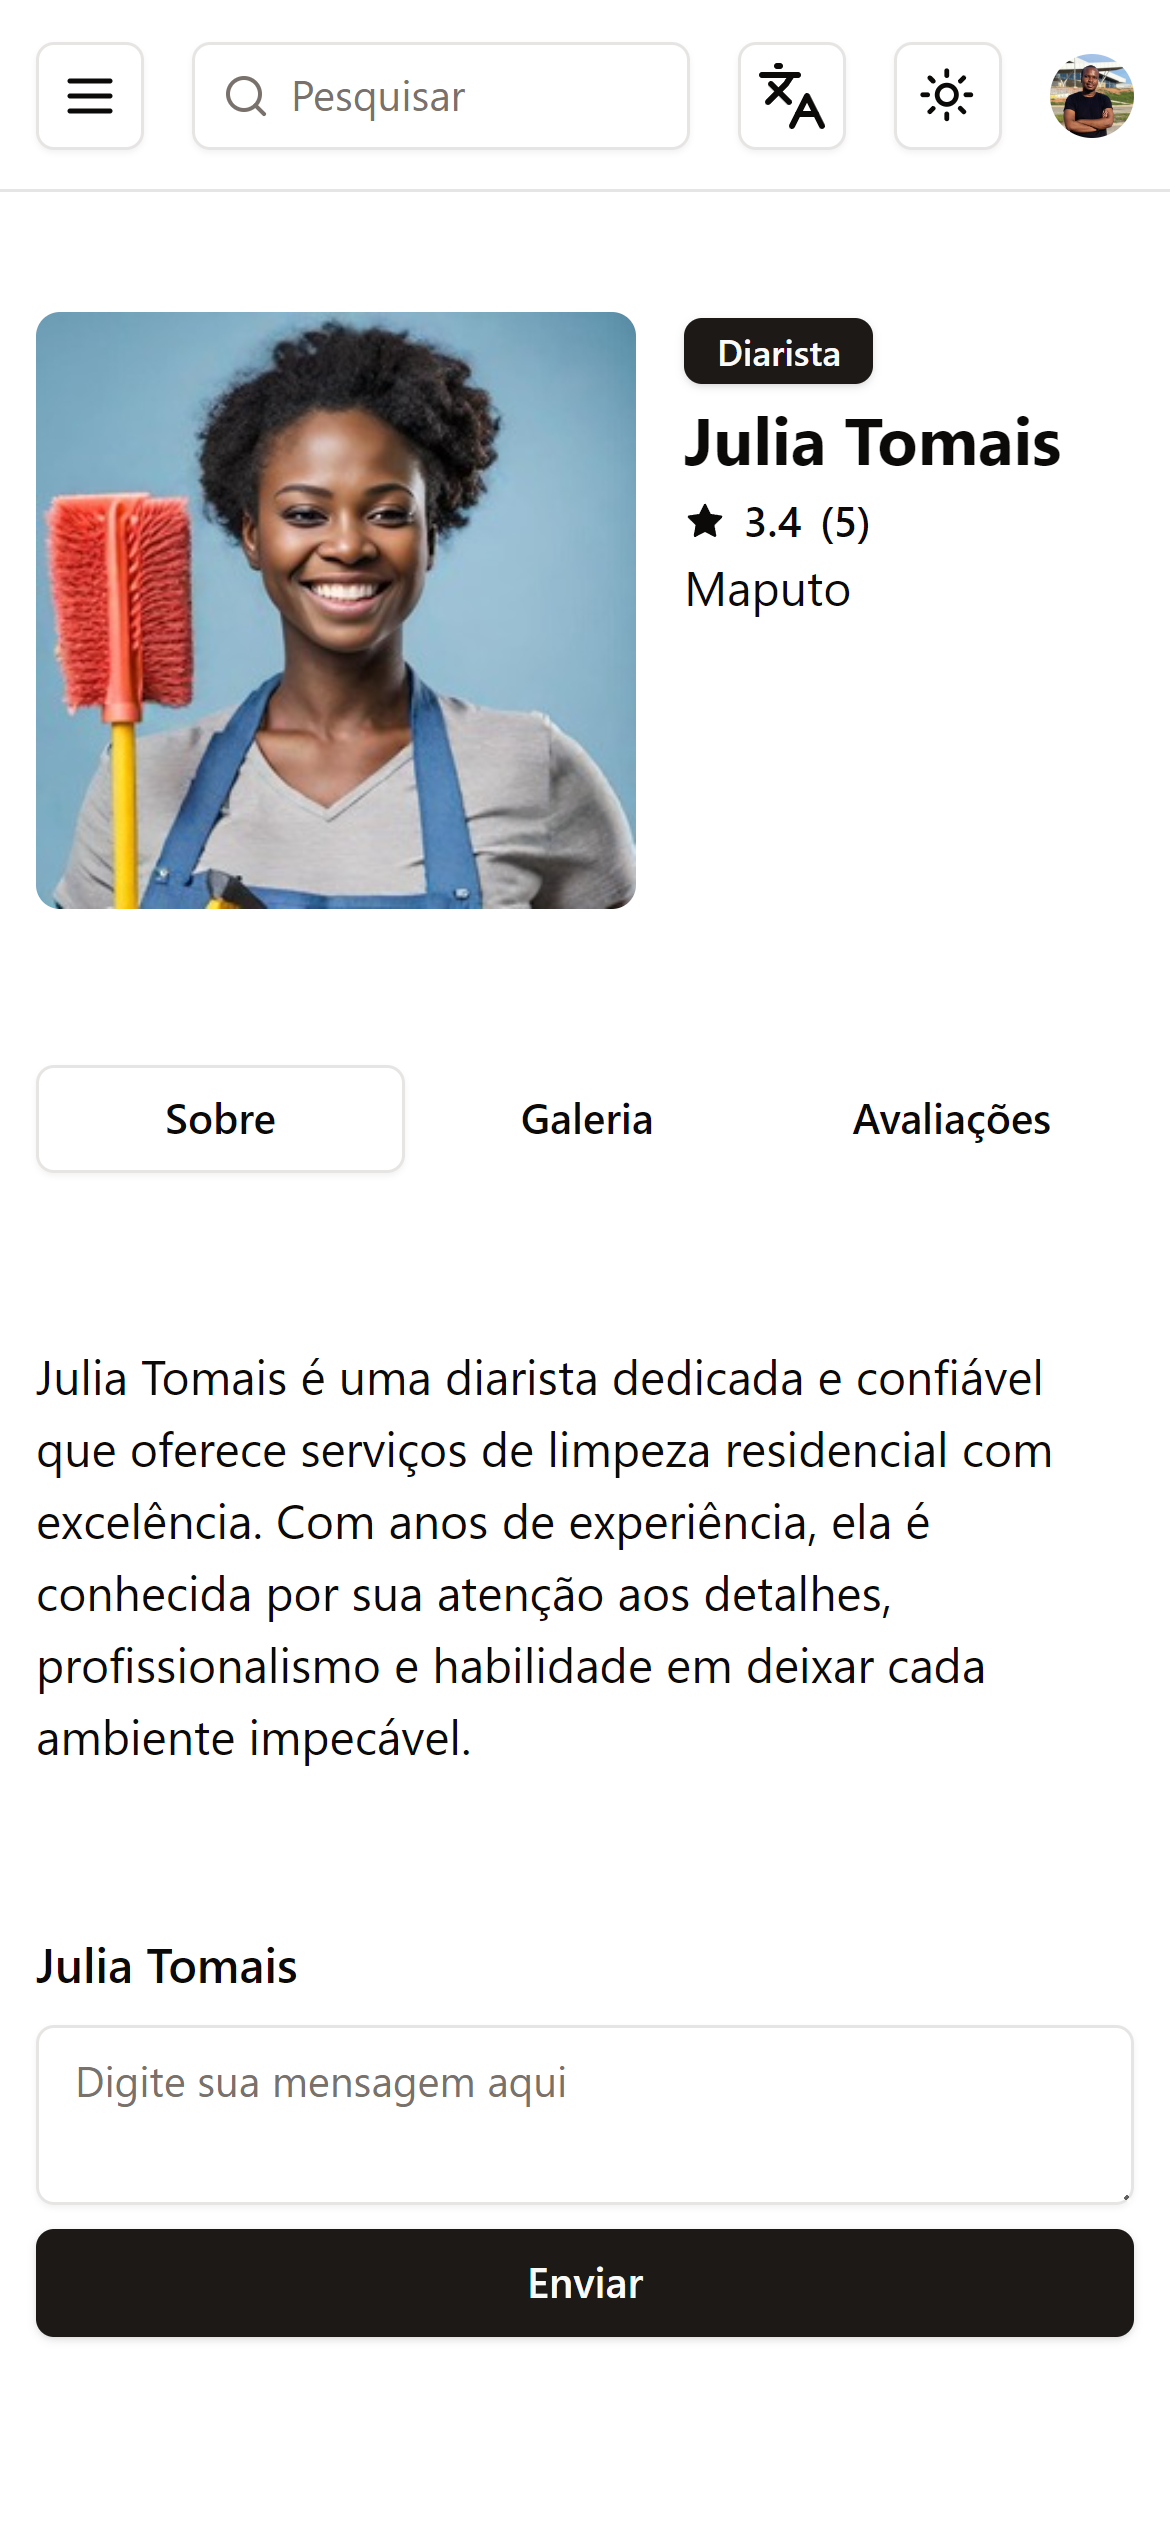 Pesquisar
Diarista
Julia Tomais
3.4 (5)
Maputo
Sobre
Galeria
Avaliações
Julia Tomais é uma diarista dedicada e confiável
que oferece serviços de limpeza residencial com
excelência. Com anos de experiência, ela é
conhecida por sua atenção aos detalhes,
profissionalismo e habilidade em deixar cada
ambiente impecável.
Julia Tomais
Digite sua mensagem aqui
Enviar